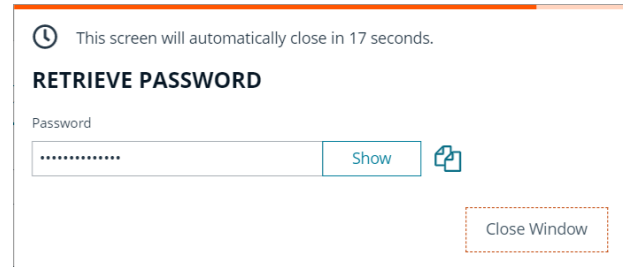 This screen will automatically close in 17 seconds.
RETRIEVE PASSWORD
Password
••••••••••••••
Show
Close Window